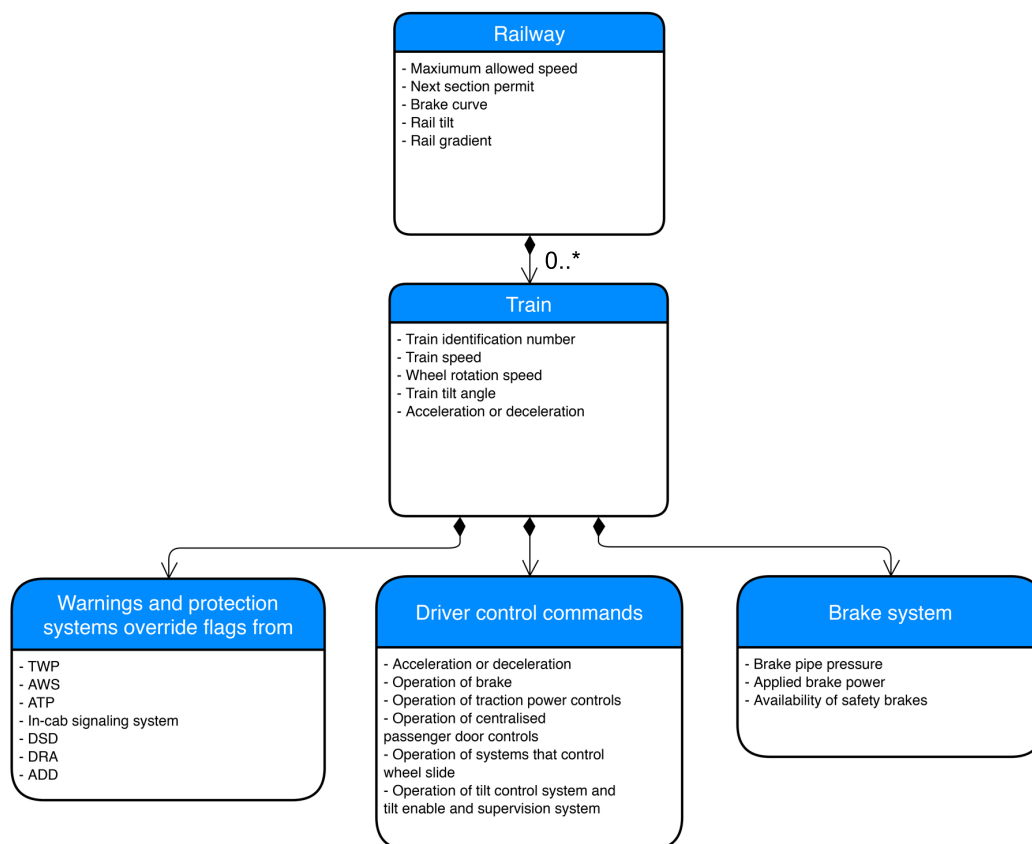 Railway
- Maxiumum allowed speed
- Next section permit
- Brake curve
- Rail tilt
- Rail gradient
0..*
Train
- Train identification number
- Train speed
- Wheel rotation speed
- Train tilt angle
- Acceleration or deceleration
Warnings and protection
systems override flags from
- TWP
- AWS
- ATP
- In-cab signaling system
- DSD
- DRA
- ADD
Driver control commands
- Acceleration or deceleration
- Operation of brake
- Operation of traction power controls
- Operation of centralised
passenger door controls
- Operation of systems that control
wheel slide
- Operation of tilt control system and
tilt enable and supervision system
Brake system
- Brake pipe pressure
- Applied brake power
- Availability of safety brakes